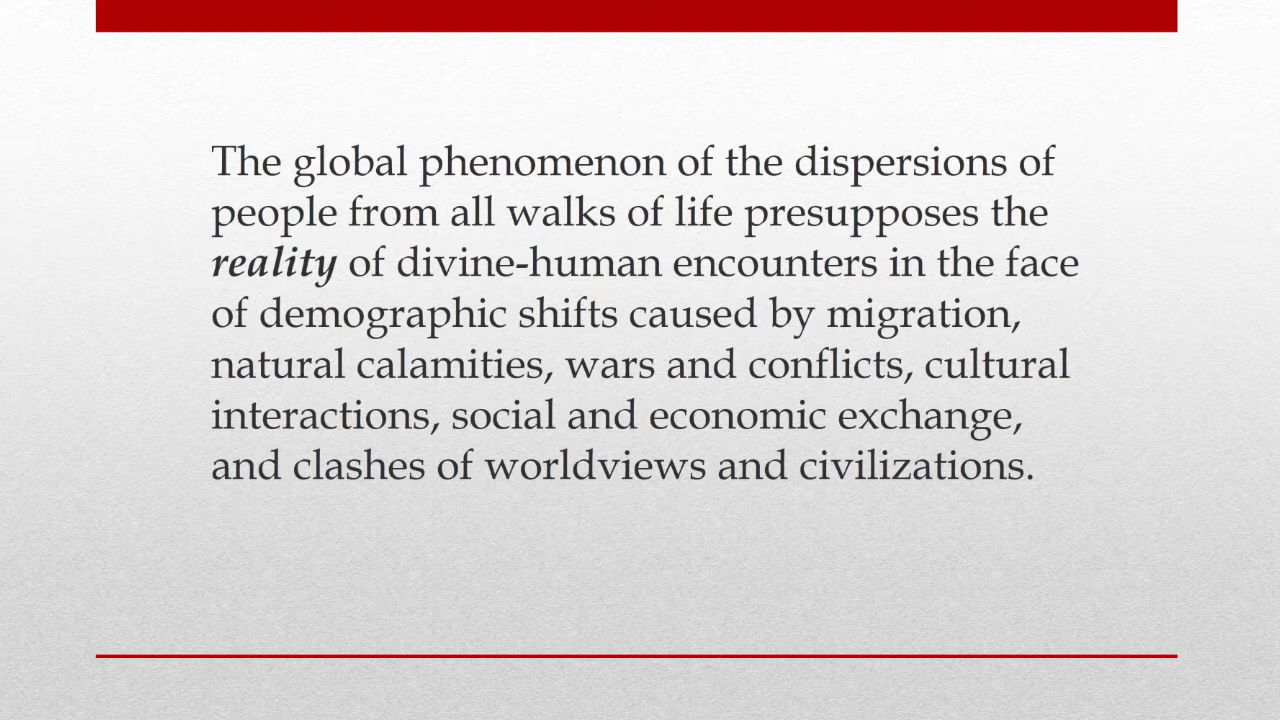 The global phenomenon of the dispersions of
people from all walks of life presupposes the
reality of divine-human encounters in the face
of demographic shifts caused by migration,
natural calamities, wars and conflicts, cultural
interactions, social and economic exchange,
and clashes of worldviews and civilizations.